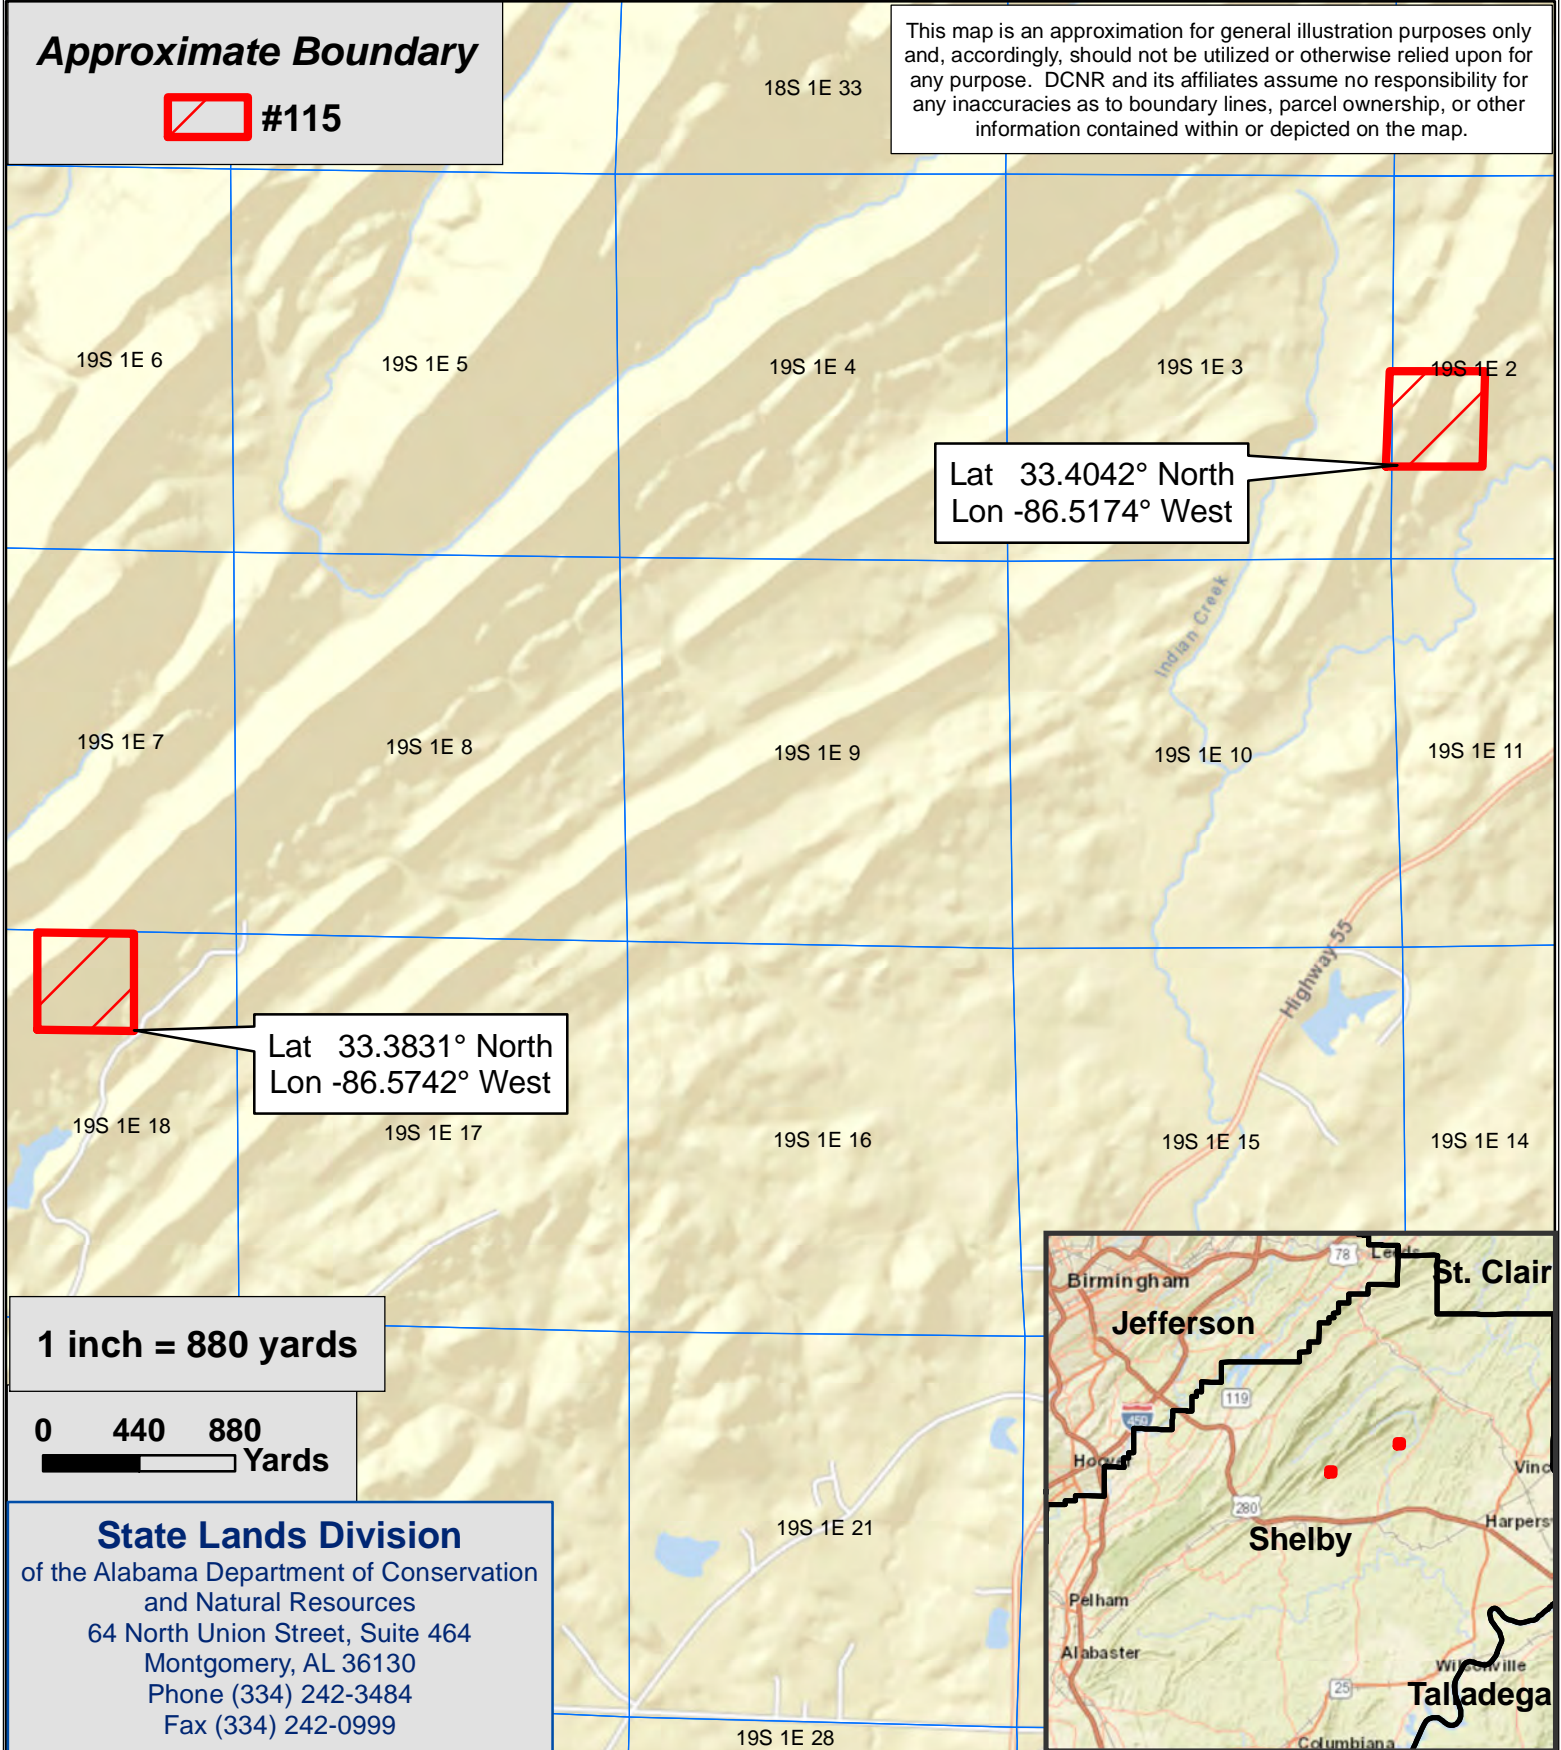 Approximate Boundary
#115
This map is an approximation for general illustration purposes only
and, accordingly, should not be utilized or otherwise relied upon for
any purpose.  DCNR and its affiliates assume no responsibility for
any inaccuracies as to boundary lines, parcel ownership, or other
information contained within or depicted on the map.
18S 1E 33
19S 1E 6
19S 1E 5
19S 1E 4
19S 1E 3
19S 1E 2
Lat   33.4042° North
Lon -86.5174° West
Indian Creek
19S 1E 7
19S 1E 8
19S 1E 9
19S 1E 10
19S 1E 11
Highway 55
Lat   33.3831° North
Lon -86.5742° West
19S 1E 18
19S 1E 17
19S 1E 16
19S 1E 15
19S 1E 14
1 inch = 880 yards
0 440 880
Yards
19S 1E 21
19S 1E 28
State Lands Division
of the Alabama Department of Conservation
and Natural Resources
64 North Union Street, Suite 464
Montgomery, AL 36130
Phone (334) 242-3484
Fax (334) 242-0999
78
Leeds
St. Clair
Birmingham
Jefferson
119
459
Hoover
Vinc
280
Harpers
Shelby
Pelham
Alabaster
Wilsonville
25
Talladega
Columbiana